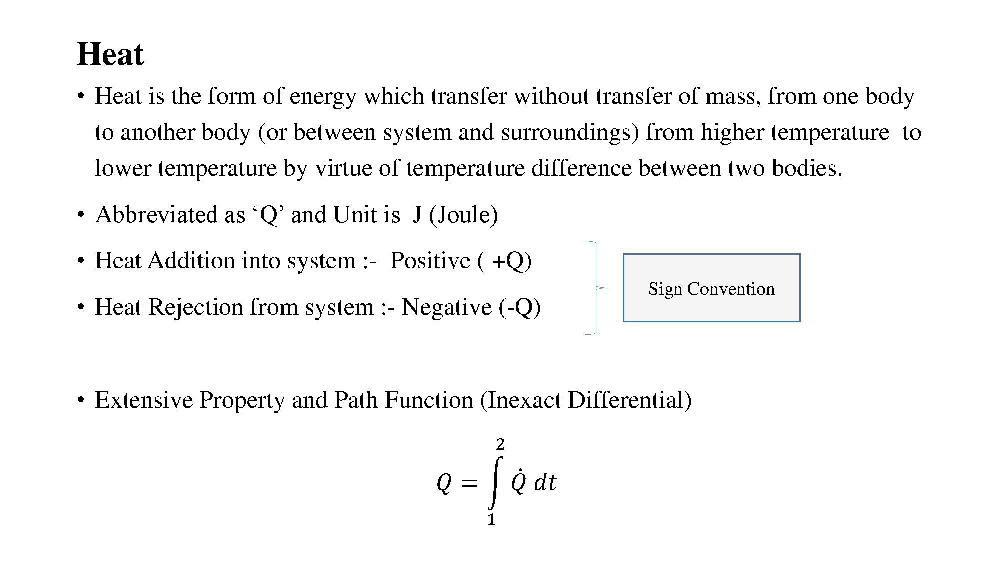 Heat
• Heat is the form of energy which transfer without transfer of mass, from one body
to another body (or between system and surroundings) from higher temperature to
lower temperature by virtue of temperature difference between two bodies.
• Abbreviated as ‘Q’ and Unit is J (Joule)
• Heat Addition into system :- Positive ( +Q)
• Heat Rejection from system :- Negative (-Q)
Sign Convention
• Extensive Property and Path Function (Inexact Differential)
2
Q = ∫ Q̇ dt
1